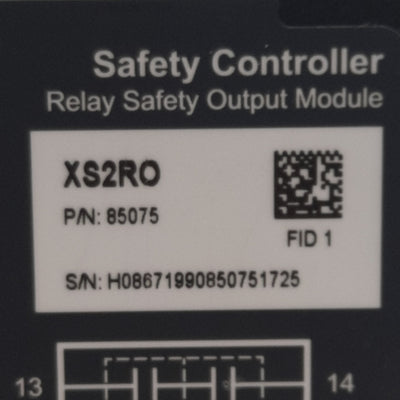 Safety Controller
Relay Safety Output Module
XS2RO
P/N: 85075
FID 1
S/N: H08671990850751725
13 14